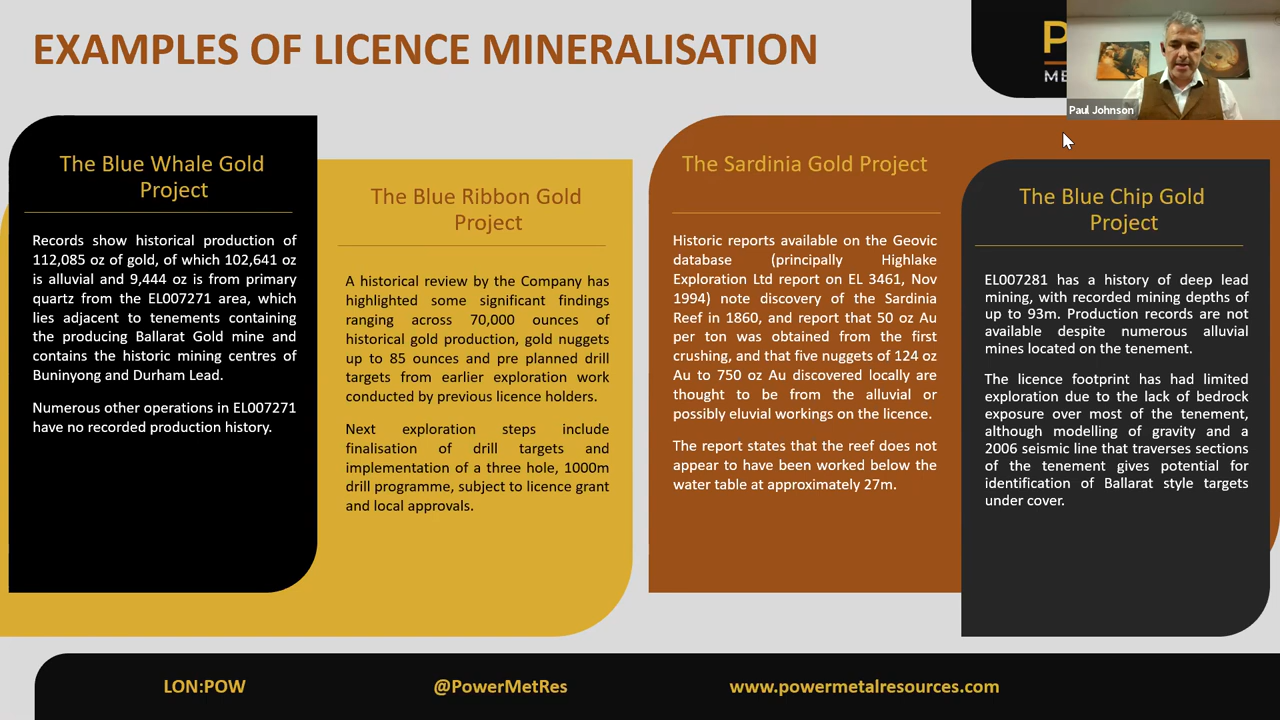 EXAMPLES OF LICENCE MINERALISATION
P
ME
Paul Johnson
The Blue Whale Gold
Project
Records show historical production of
112,085 oz of gold, of which 102,641 oz
is alluvial and 9,444 oz is from primary
quartz from the EL007271 area, which
lies adjacent to tenements containing
the producing Ballarat Gold mine and
contains the historic mining centres of
Buninyong and Durham Lead.
Numerous other operations in EL007271
have no recorded production history.
The Blue Ribbon Gold
Project
A historical review by the Company has
highlighted some significant findings
ranging across 70,000 ounces of
historical gold production, gold nuggets
up to 85 ounces and pre planned drill
targets from earlier exploration work
conducted by previous licence holders.
Next exploration steps include
finalisation of drill targets and
implementation of a three hole, 1000m
drill programme, subject to licence grant
and local approvals.
The Sardinia Gold Project
Historic reports available on the Geovic
database (principally Highlake
Exploration Ltd report on EL 3461, Nov
1994) note discovery of the Sardinia
Reef in 1860, and report that 50 oz Au
per ton was obtained from the first
crushing, and that five nuggets of 124 oz
Au to 750 oz Au discovered locally are
thought to be from the alluvial or
possibly eluvial workings on the licence.
The report states that the reef does not
appear to have been worked below the
water table at approximately 27m.
The Blue Chip Gold
Project
EL007281 has a history of deep lead
mining, with recorded mining depths of
up to 93m. Production records are not
available despite numerous alluvial
mines located on the tenement.
The licence footprint has had limited
exploration due to the lack of bedrock
exposure over most of the tenement,
although modelling of gravity and a
2006 seismic line that traverses sections
of the tenement gives potential for
identification of Ballarat style targets
under cover.
LON:POW
@PowerMetRes
www.powermetalresources.com